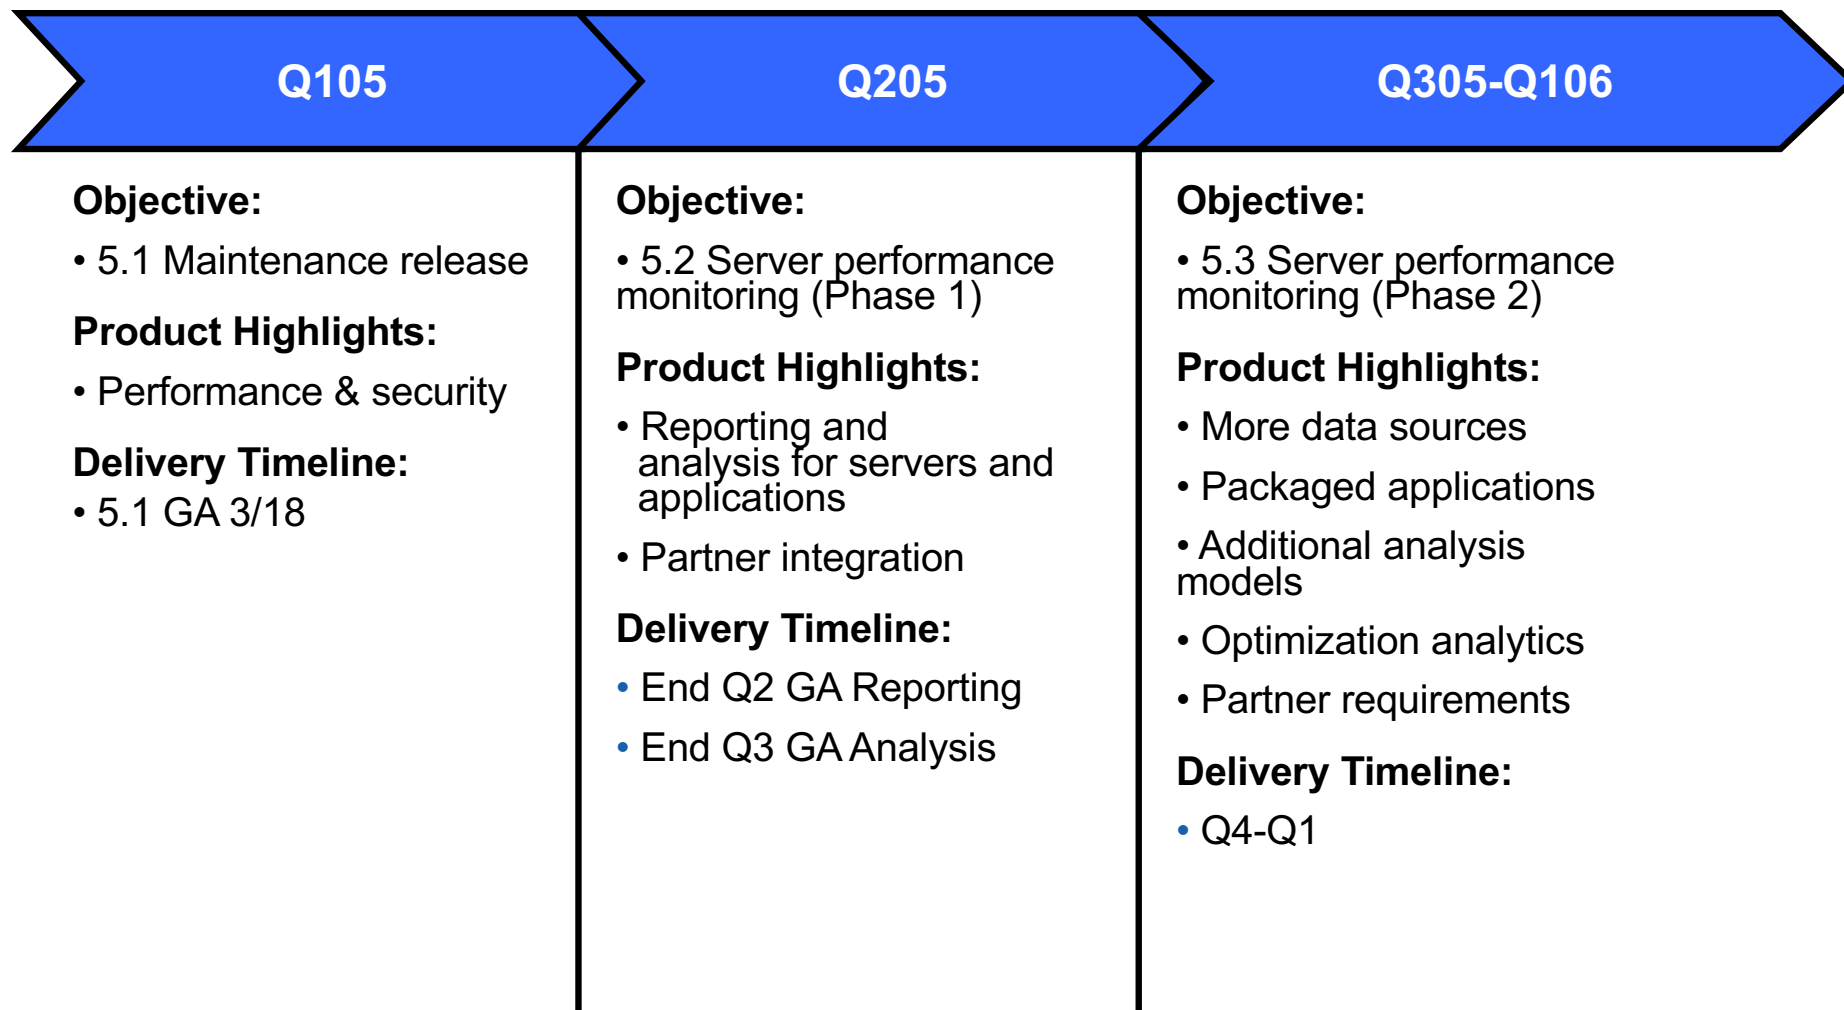 Q105
Q205
Q305-Q106
Objective:
• 5.1 Maintenance release
Product Highlights:
• Performance & security
Delivery Timeline:
• 5.1 GA 3/18
Objective:
• 5.2 Server performance
monitoring (Phase 1)
Product Highlights:
• Reporting and
analysis for servers and
applications
• Partner integration
Delivery Timeline:
• End Q2 GA Reporting
• End Q3 GA Analysis
Objective:
• 5.3 Server performance
monitoring (Phase 2)
Product Highlights:
• More data sources
• Packaged applications
• Additional analysis
models
• Optimization analytics
• Partner requirements
Delivery Timeline:
• Q4-Q1